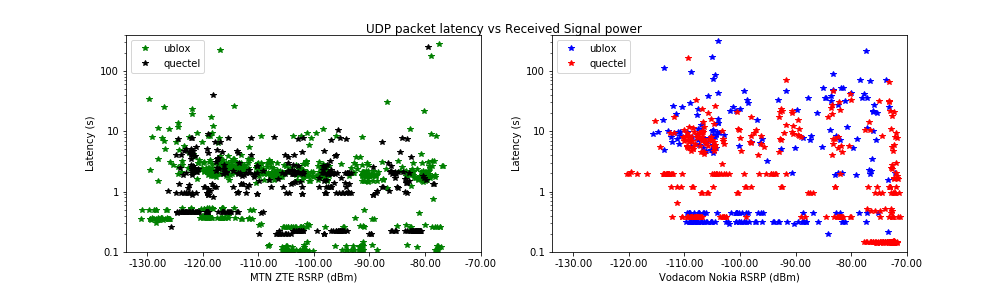 UDP packet latency vs Received Signal power
ublox
quectel
100
10
1
0.1
Latency (s)
-130.00 -120.00 -110.00 -100.00 -90.00 -80.00 -70.00
MTN ZTE RSRP (dBm)
ublox
quectel
100
10
1
0.1
Latency (s)
-130.00 -120.00 -110.00 -100.00 -90.00 -80.00 -70.00
Vodacom Nokia RSRP (dBm)